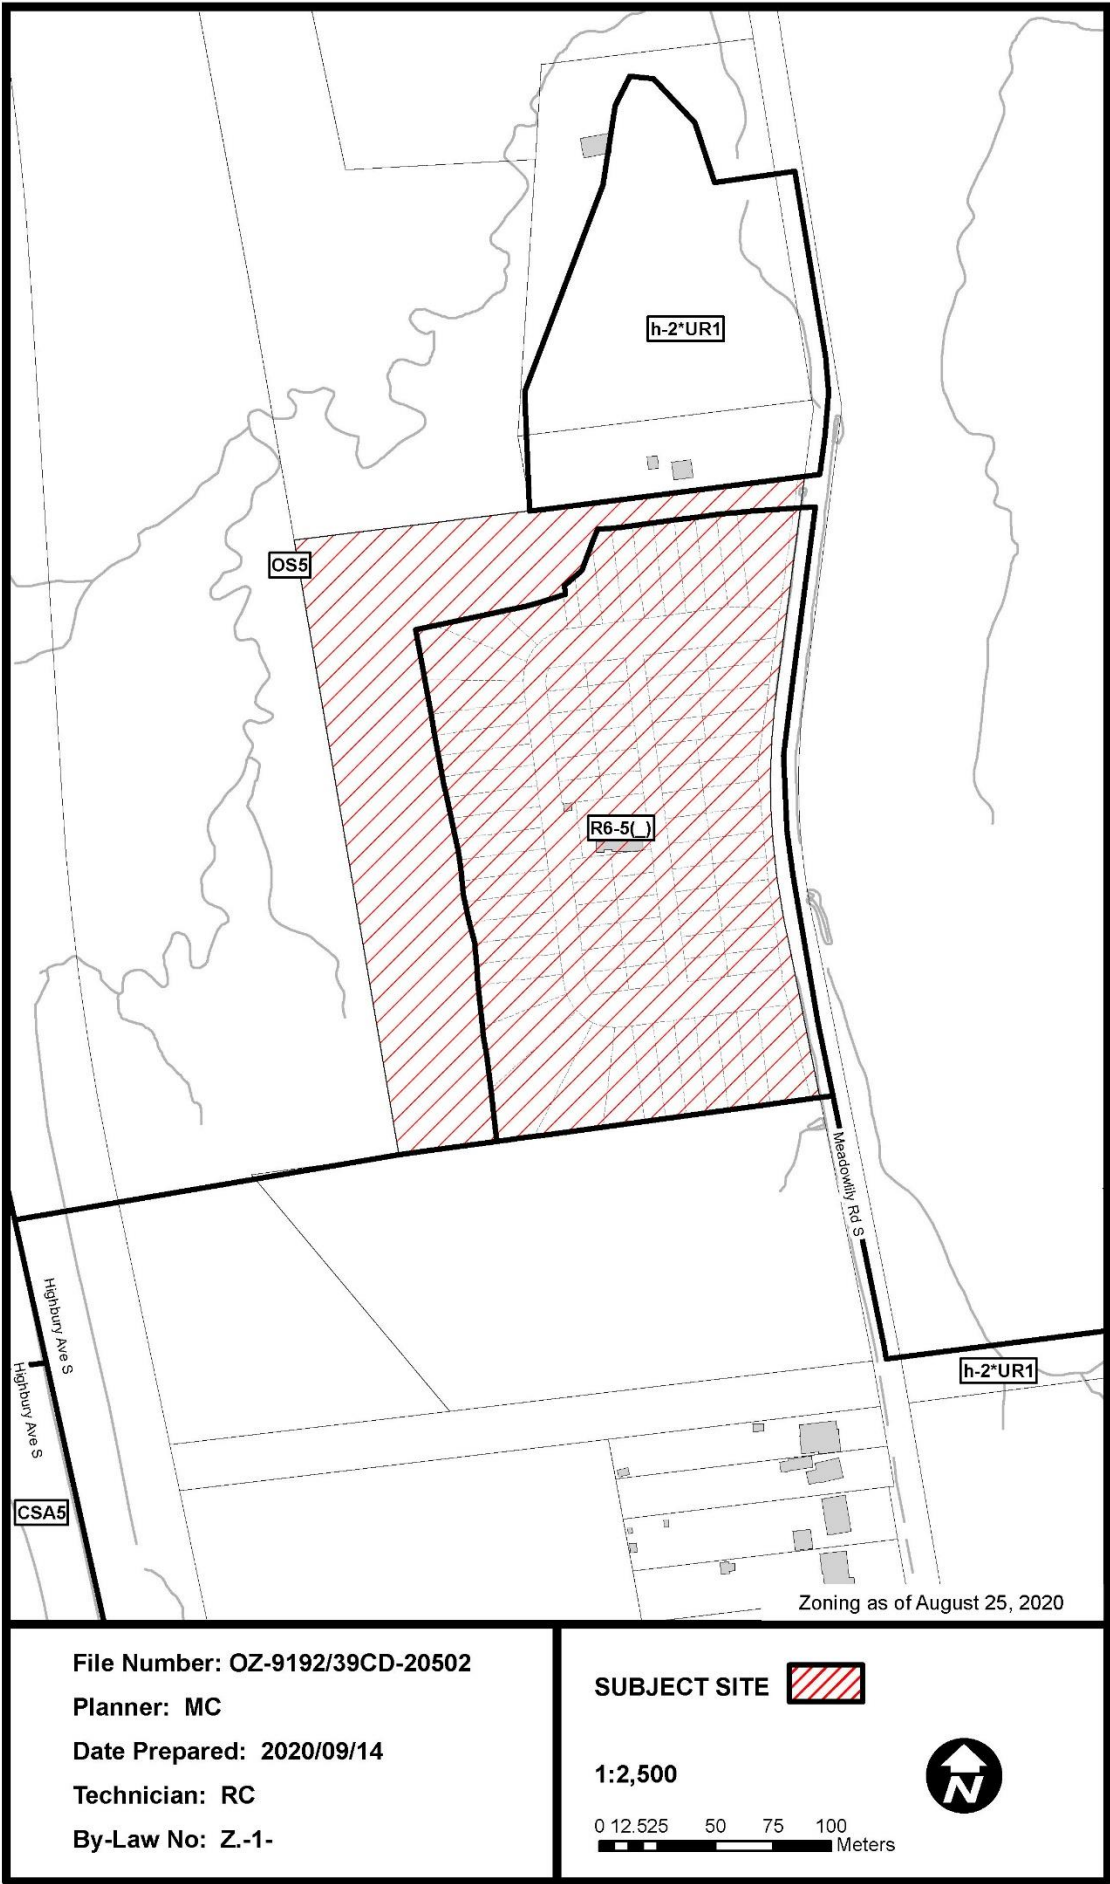 h-2*UR1
OS5
R6-5(_)
Meadowlily Rd S
Highbury Ave S
Highbury Ave S
h-2*UR1
CSA5
Zoning as of August 25, 2020
File Number: OZ-9192/39CD-20502
Planner: MC
Date Prepared: 2020/09/14
Technician: RC
By-Law No: Z.-1-
SUBJECT SITE
1:2,500
N
0 12.525 50 75 100
Meters